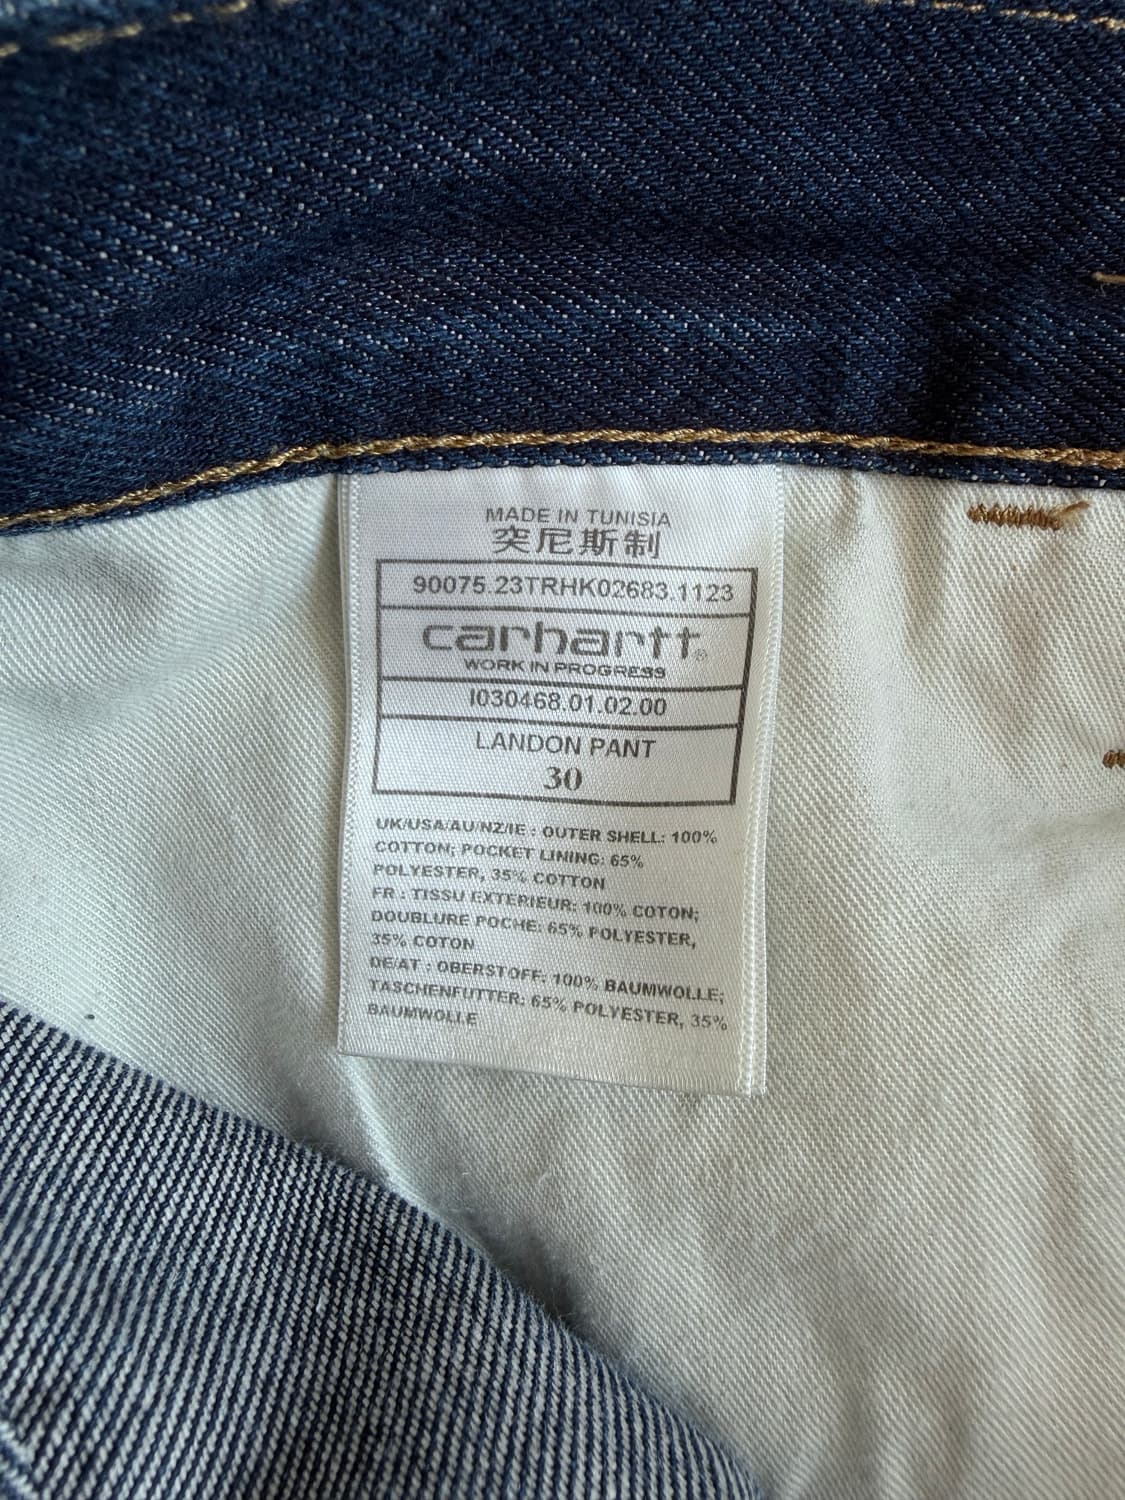 MADE IN TUNISIA
突尼斯制
90075.23TRHK02683.1123
carhartt®
WORK IN PROGRESS
I030468.01.02.00
LANDON PANT
30
UK/USA/AU/NZ/IE : OUTER SHELL: 100%
COTTON; POCKET LINING: 65%
POLYESTER, 35% COTTON
FR : TISSU EXTERIEUR: 100% COTON;
DOUBLURE POCHE: 65% POLYESTER,
35% COTON
DE/AT : OBERSTOFF: 100% BAUMWOLLE;
TASCHENFUTTER: 65% POLYESTER, 35%
BAUMWOLLE